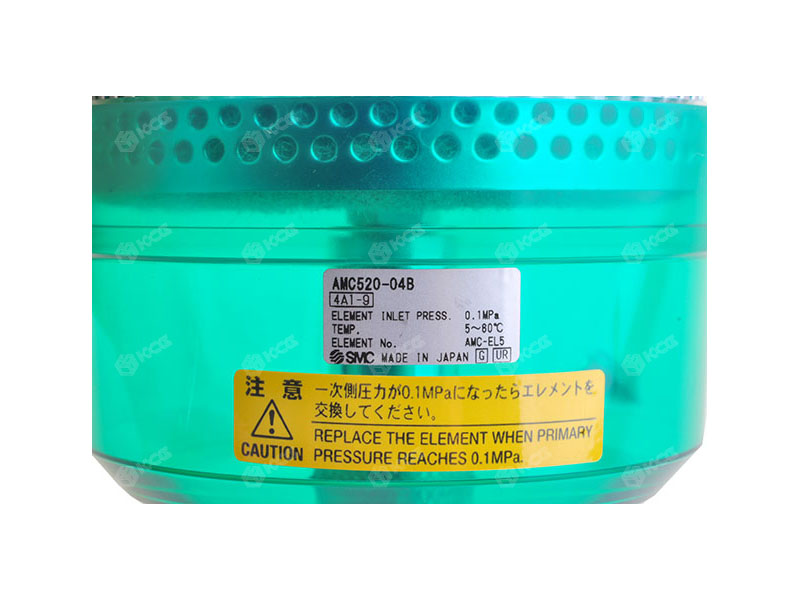 AMC520-04B
4A1-9
ELEMENT INLET PRESS. 0.1MPa
TEMP. 5～60℃
ELEMENT No. AMC-EL5
SMC MADE IN JAPAN G UR
注意 一次側圧力が0.1MPaになったらエレメントを
交換してください。
CAUTION REPLACE THE ELEMENT WHEN PRIMARY
PRESSURE REACHES 0.1MPa.
KCG